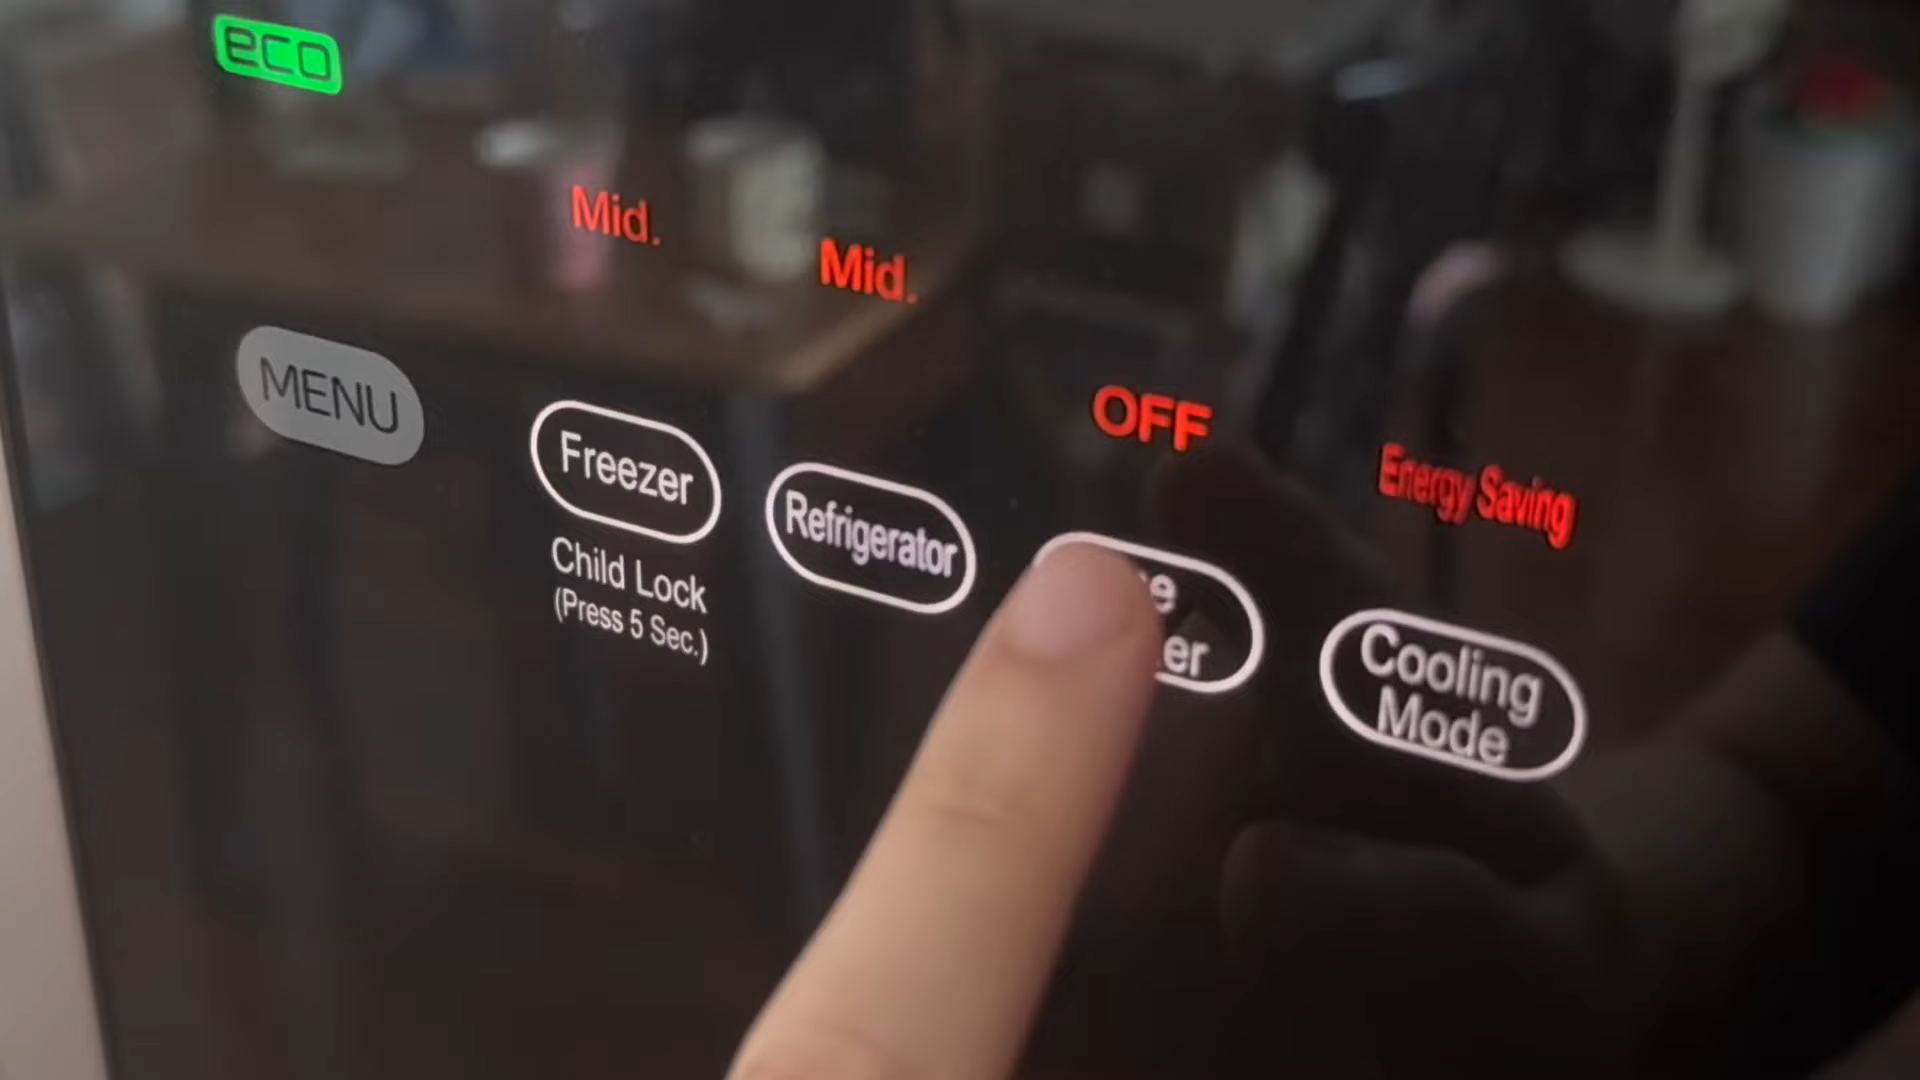 eco
Mid.
Mid.
OFF
Energy Saving
MENU
Freezer
Child Lock
(Press 5 Sec.)
Refrigerator
Cooling
Mode